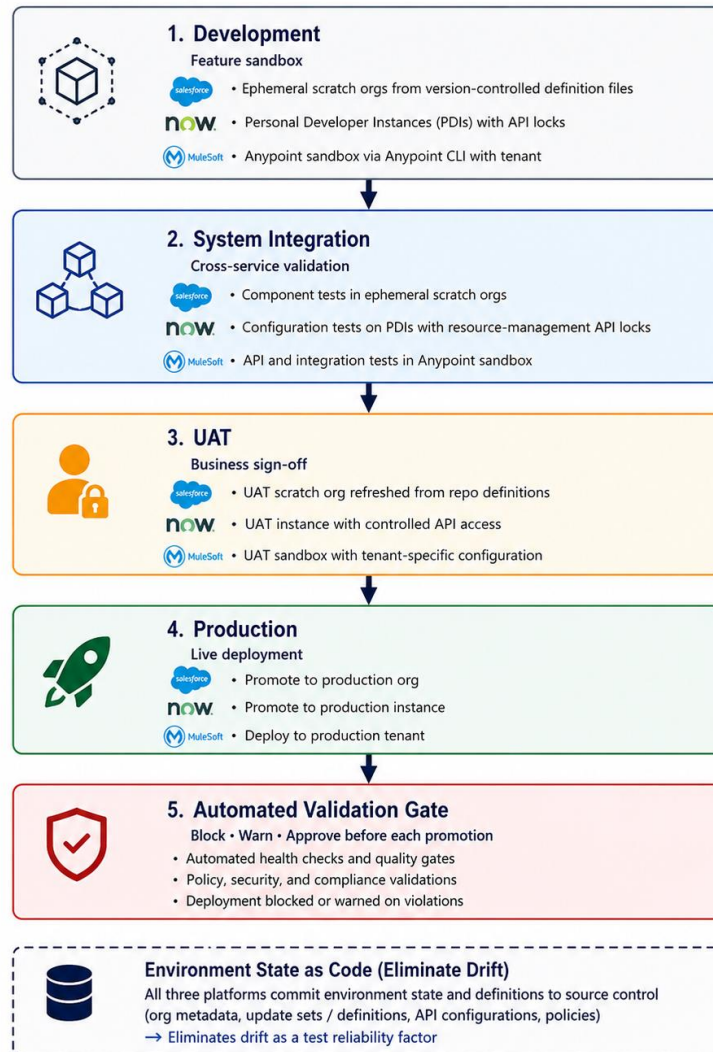 1. Development
Feature sandbox
salesforce • Ephemeral scratch orgs from version-controlled definition files
now. • Personal Developer Instances (PDIs) with API locks
MuleSoft • Anypoint sandbox via Anypoint CLI with tenant
2. System Integration
Cross-service validation
salesforce • Component tests in ephemeral scratch orgs
now. • Configuration tests on PDIs with resource-management API locks
MuleSoft • API and integration tests in Anypoint sandbox
3. UAT
Business sign-off
salesforce • UAT scratch org refreshed from repo definitions
now. • UAT instance with controlled API access
MuleSoft • UAT sandbox with tenant-specific configuration
4. Production
Live deployment
salesforce • Promote to production org
now. • Promote to production instance
MuleSoft • Deploy to production tenant
5. Automated Validation Gate
Block • Warn • Approve before each promotion
• Automated health checks and quality gates
• Policy, security, and compliance validations
• Deployment blocked or warned on violations
Environment State as Code (Eliminate Drift)
All three platforms commit environment state and definitions to source control
(org metadata, update sets / definitions, API configurations, policies)
→ Eliminates drift as a test reliability factor